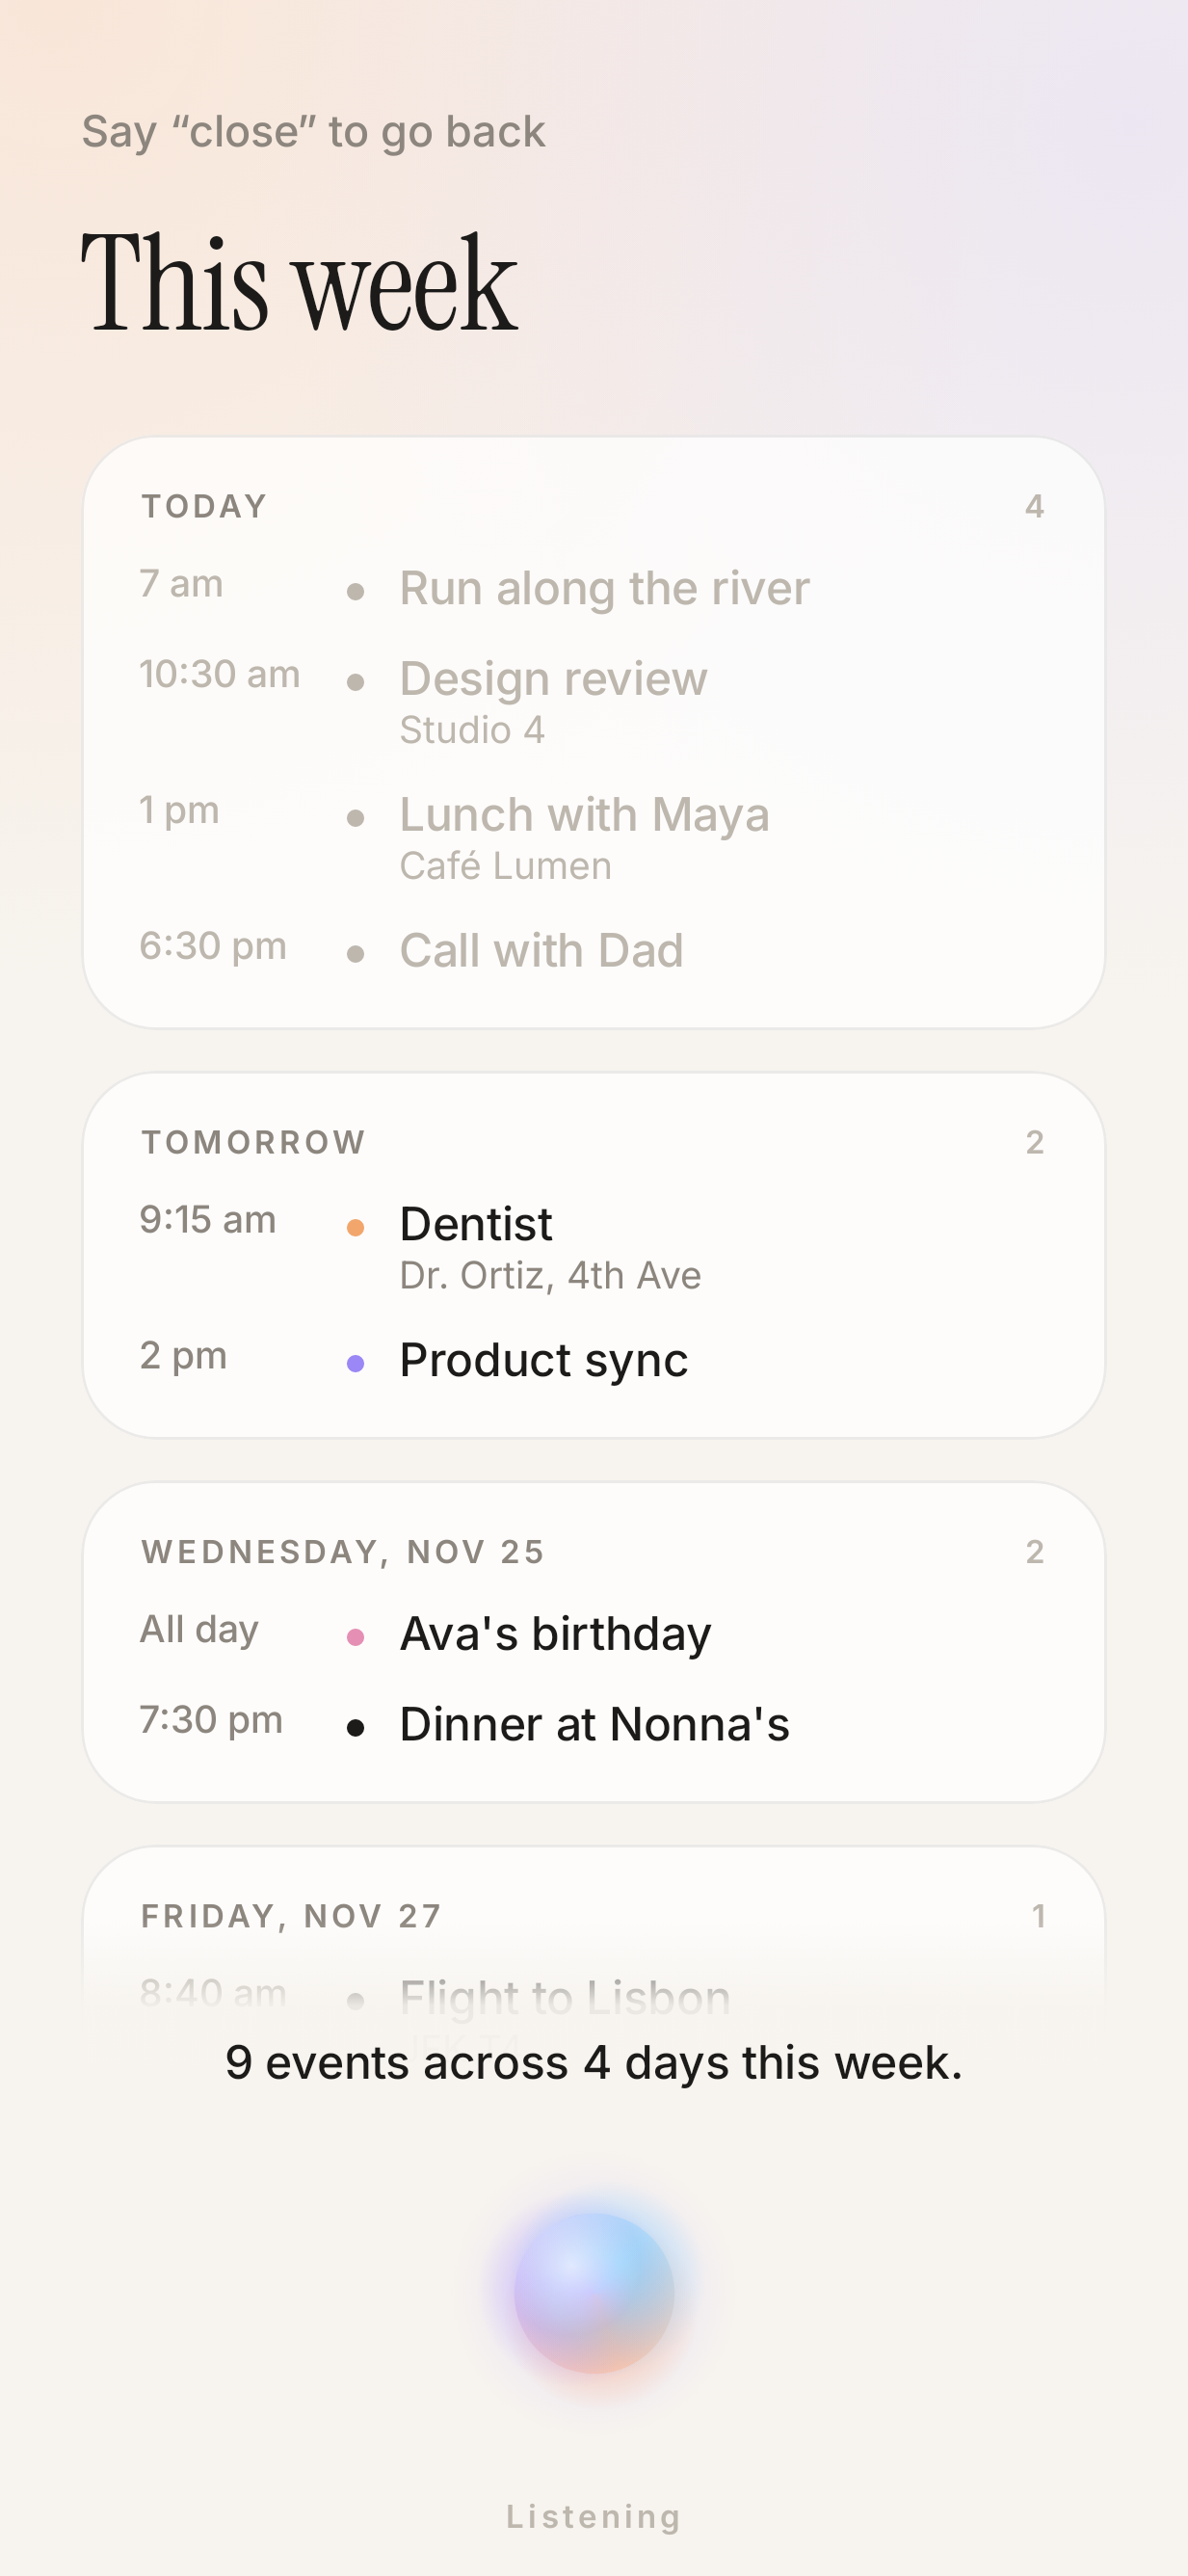 Say “close” to go back
This week
TODAY 4
7 am Run along the river
10:30 am Design review
Studio 4
1 pm Lunch with Maya
Café Lumen
6:30 pm Call with Dad
TOMORROW 2
9:15 am Dentist
Dr. Ortiz, 4th Ave
2 pm Product sync
WEDNESDAY, NOV 25 2
All day Ava's birthday
7:30 pm Dinner at Nonna's
FRIDAY, NOV 27 1
8:40 am Flight to Lisbon
9 events across 4 days this week.
Listening